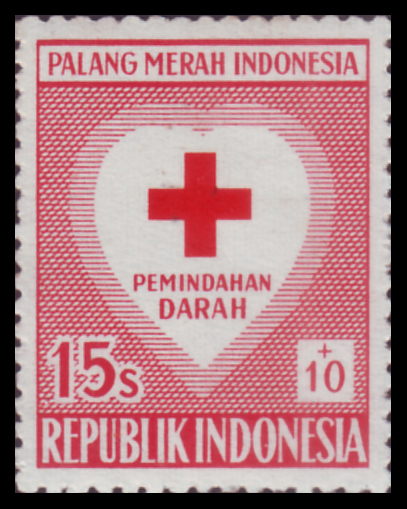 PALANG MERAH INDONESIA
PEMINDAHAN
DARAH
15s
+
10
REPUBLIK INDONESIA